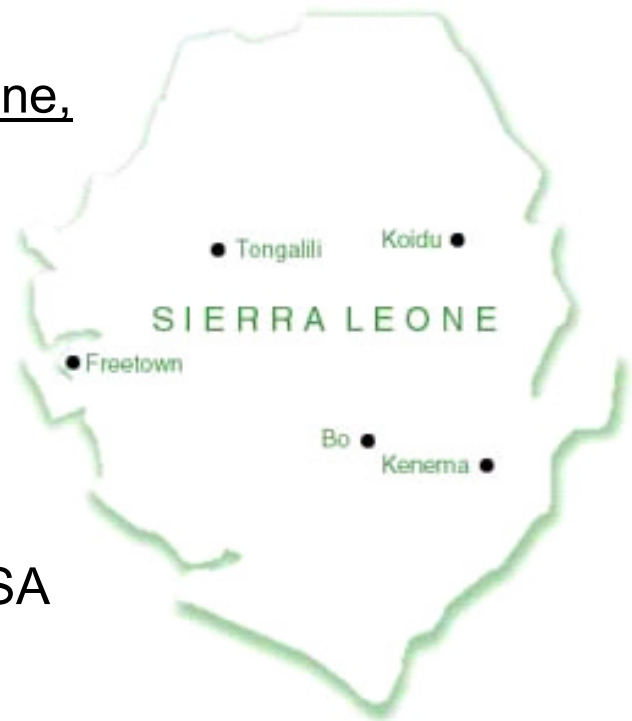 ne,
Tongalili
Koidu
SIERRA LEONE
Freetown
Bo
Kenema
SA